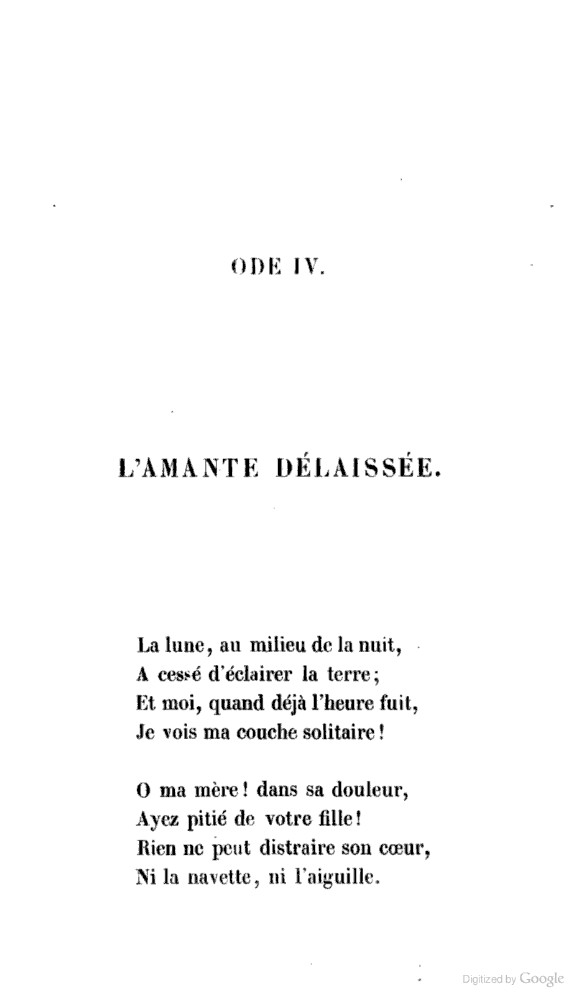 ODE IV.
L'AMANTE DÉLAISSÉE.
La lune, au milieu de la nuit,
A cessé d'éclairer la terre;
Et moi, quand déjà l'heure fuit,
Je vois ma couche solitaire!
O ma mère! dans sa douleur,
Ayez pitié de votre fille!
Rien ne peut distraire son cœur,
Ni la navette, ni l'aiguille.
Digitized by Google